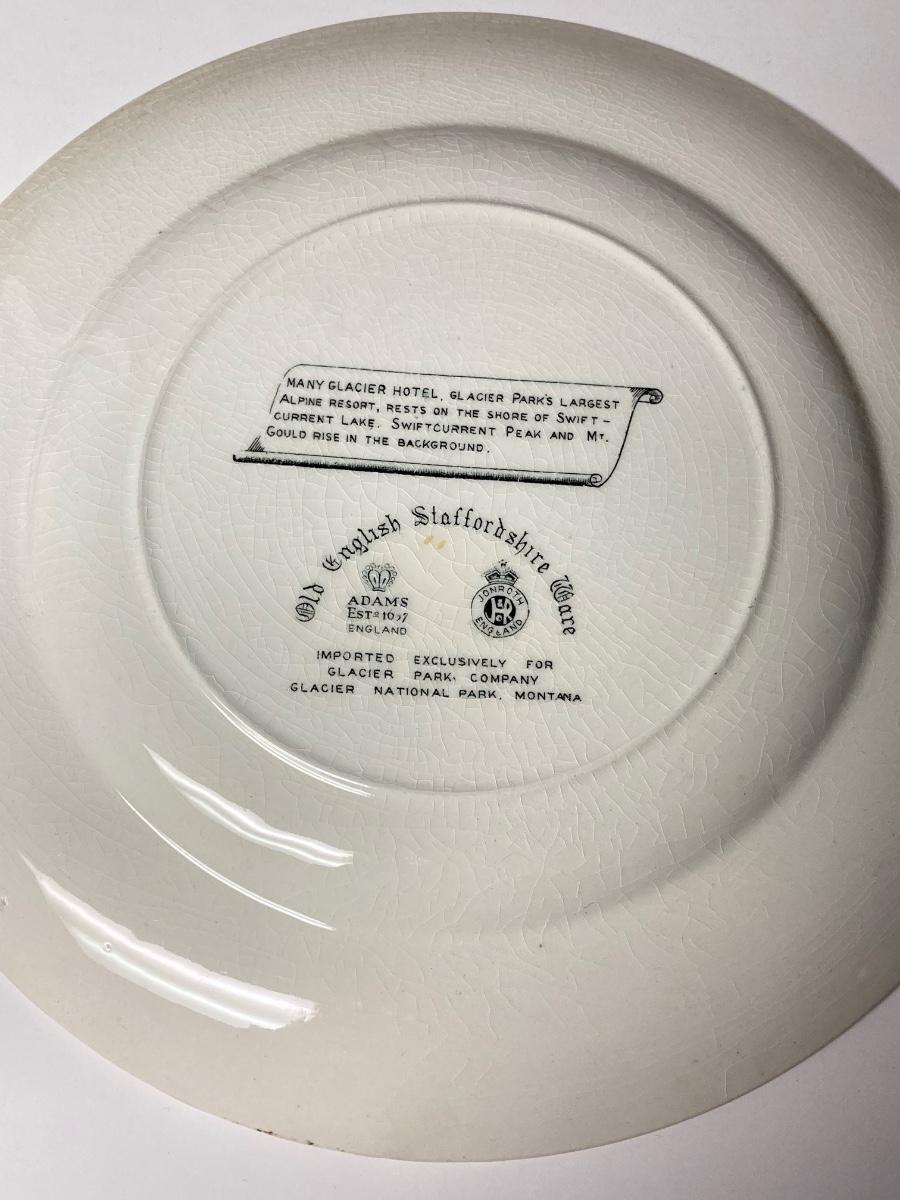 MANY GLACIER HOTEL, GLACIER PARK'S LARGEST
ALPINE RESORT, RESTS ON THE SHORE OF SWIFT-
CURRENT LAKE. SWIFTCURRENT PEAK AND MT.
GOULD RISE IN THE BACKGROUND.
Old English Staffordshire Ware
ADAMS
ESTD 1657
ENGLAND
JONROTH
ENGLAND
IMPORTED EXCLUSIVELY FOR
GLACIER PARK COMPANY
GLACIER NATIONAL PARK, MONTANA